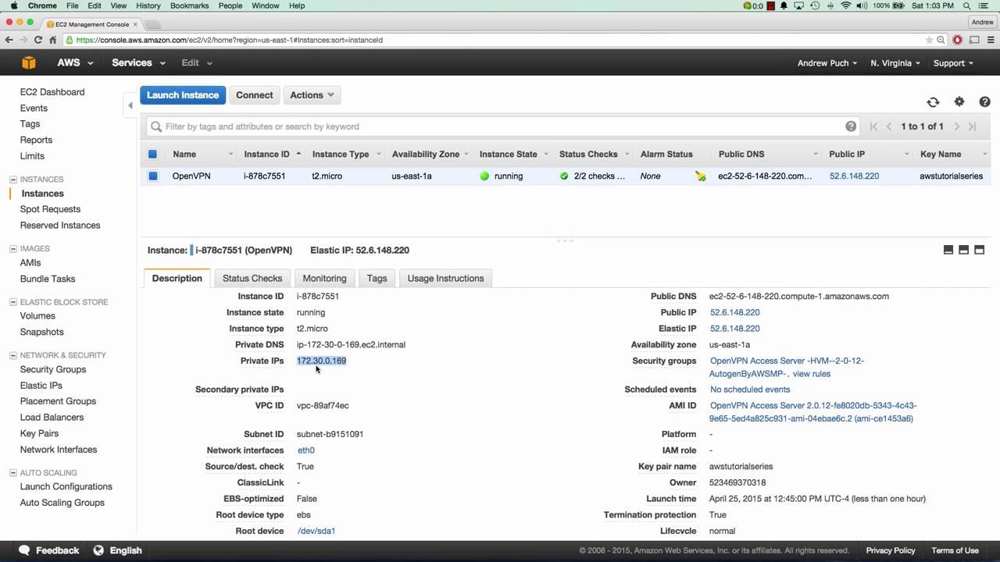 Chrome File Edit View History Bookmarks People Window Help 0:0 100% Sat 1:03 PM
EC2 Management Console Andrew
https://console.aws.amazon.com/ec2/v2/home?region=us-east-1#Instances:sort=instanceId
AWS Services Edit Andrew Puch N. Virginia Support
EC2 Dashboard
Events
Tags
Reports
Limits
INSTANCES
Instances
Spot Requests
Reserved Instances
IMAGES
AMIs
Bundle Tasks
ELASTIC BLOCK STORE
Volumes
Snapshots
NETWORK & SECURITY
Security Groups
Elastic IPs
Placement Groups
Load Balancers
Key Pairs
Network Interfaces
AUTO SCALING
Launch Configurations
Auto Scaling Groups
Launch Instance Connect Actions
Filter by tags and attributes or search by keyword 1 to 1 of 1
Name Instance ID Instance Type Availability Zone Instance State Status Checks Alarm Status Public DNS Public IP Key Name
OpenVPN i-878c7551 t2.micro us-east-1a running 2/2 checks ... None ec2-52-6-148-220.com... 52.6.148.220 awstutorialseries
Instance: i-878c7551 (OpenVPN) Elastic IP: 52.6.148.220
Description Status Checks Monitoring Tags Usage Instructions
Instance ID i-878c7551
Instance state running
Instance type t2.micro
Private DNS ip-172-30-0-169.ec2.internal
Private IPs 172.30.0.169
Secondary private IPs
VPC ID vpc-89af74ec
Subnet ID subnet-b9151091
Network interfaces eth0
Source/dest. check True
ClassicLink -
EBS-optimized False
Root device type ebs
Root device /dev/sda1
Public DNS ec2-52-6-148-220.compute-1.amazonaws.com
Public IP 52.6.148.220
Elastic IP 52.6.148.220
Availability zone us-east-1a
Security groups OpenVPN Access Server -HVM--2-0-12-
AutogenByAWSMP-. view rules
Scheduled events No scheduled events
AMI ID OpenVPN Access Server 2.0.12-fe8020db-5343-4c43-
9e65-5ed4a825c931-ami-04ebae6c.2 (ami-ce1453a6)
Platform -
IAM role -
Key pair name awstutorialseries
Owner 523469370318
Launch time April 25, 2015 at 12:45:00 PM UTC-4 (less than one hour)
Termination protection True
Lifecycle normal
Feedback English © 2008 - 2015, Amazon Web Services, Inc. or its affiliates. All rights reserved. Privacy Policy Terms of Use